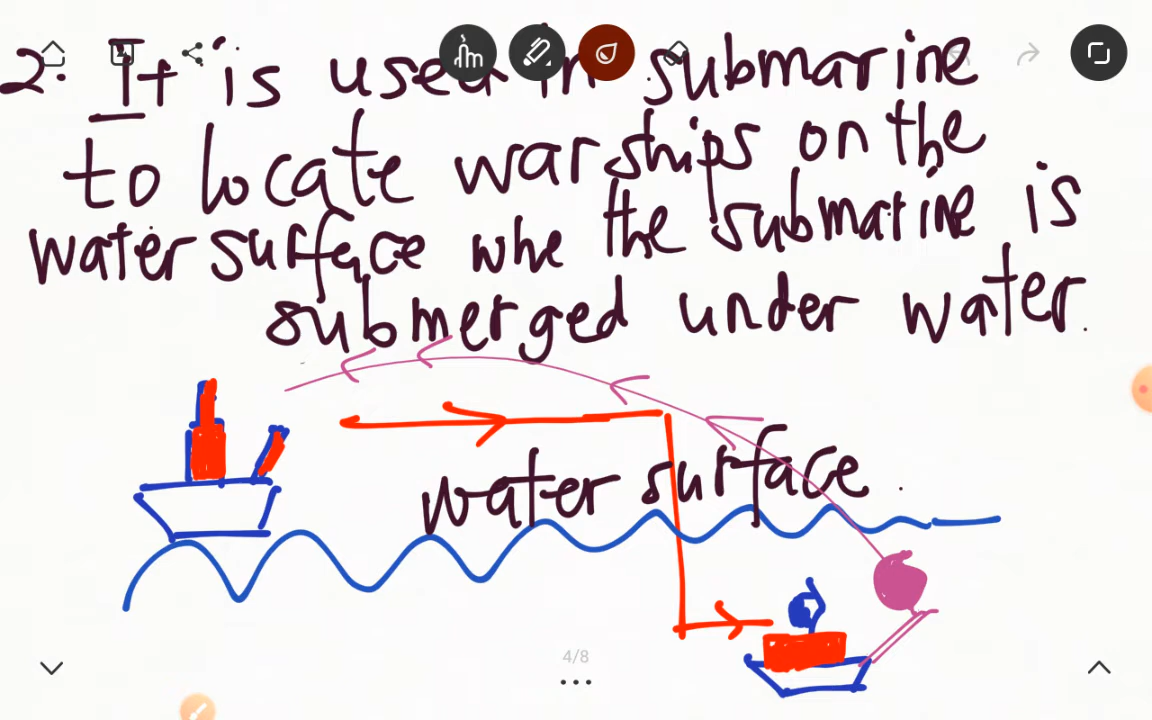 2. It is used in submarine
to locate warships on the
water surface whe the submarine is
submerged under water.
water surface
4/8